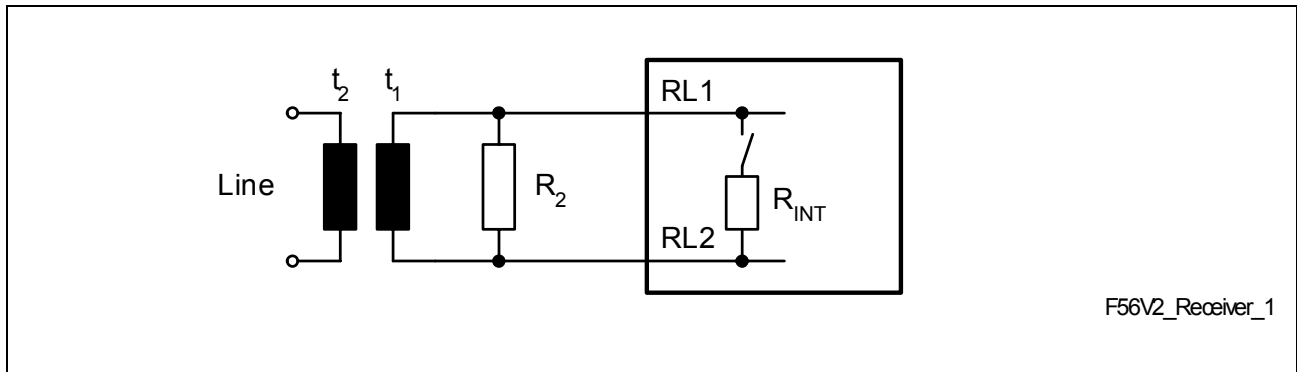 t2 t1
RL1
Line
R2
RINT
RL2
F56V2_Receiver_1